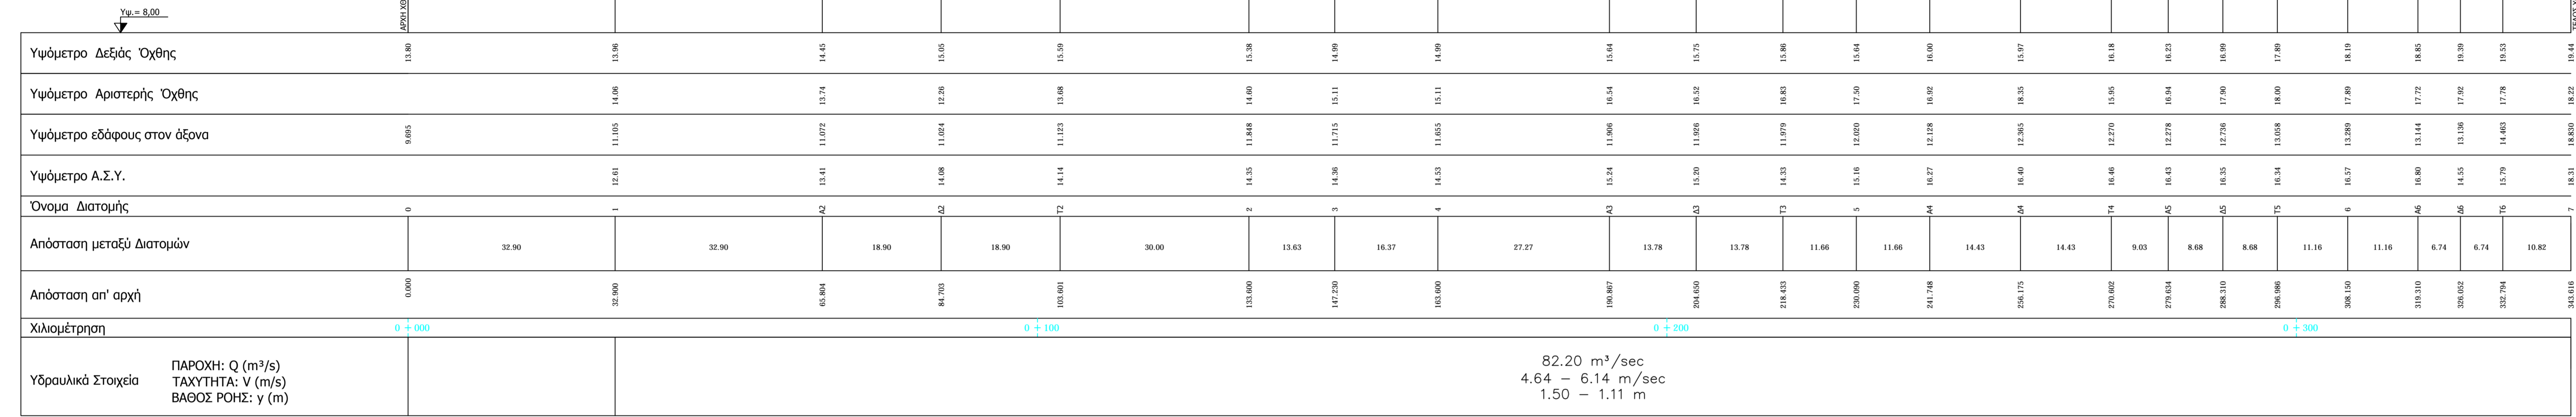 Υψ.= 8,00
ΑΡΧΗ ΧΘ
Υψόμετρο Δεξιάς Όχθης 13.80 13.96 14.45 15.05 15.59 15.38 14.99 14.99 15.64 15.75 15.86 15.64 16.00 15.97 16.18 16.23 16.99 17.89 18.19 18.85 19.39 19.53 19.44
Υψόμετρο Αριστερής Όχθης 14.06 13.74 12.26 13.68 14.60 15.11 15.11 16.54 16.52 16.83 17.50 16.92 18.35 15.95 16.94 17.90 18.00 17.89 17.72 17.92 17.78 18.22
Υψόμετρο εδάφους στον άξονα 9.695 11.105 11.072 11.024 11.123 11.848 11.715 11.655 11.906 11.926 11.979 12.020 12.128 12.365 12.270 12.278 12.736 13.058 13.289 13.144 13.136 14.463 18.830
Υψόμετρο Α.Σ.Υ. 12.61 13.41 14.08 14.14 14.35 14.36 14.53 15.24 15.20 14.33 15.16 16.27 16.40 16.46 16.43 16.35 16.34 16.57 16.80 14.55 15.79 18.31
Όνομα Διατομής 0 1 Α2 Δ2 Τ2 2 3 4 Α3 Δ3 Τ3 5 Α4 Δ4 Τ4 Α5 Δ5 Τ5 6 Α6 Δ6 Τ6 7
Απόσταση μεταξύ Διατομών 32.90 32.90 18.90 18.90 30.00 13.63 16.37 27.27 13.78 13.78 11.66 11.66 14.43 14.43 9.03 8.68 8.68 11.16 11.16 6.74 6.74 10.82
Απόσταση απ' αρχή 0.000 32.900 65.804 84.703 103.601 133.600 147.230 163.600 190.867 204.650 218.433 230.090 241.748 256.175 270.602 279.634 288.310 296.986 308.150 319.310 326.052 332.794 343.616
Χιλιομέτρηση 0 + 000 0 + 100 0 + 200 0 + 300
Υδραυλικά Στοιχεία
ΠΑΡΟΧΗ: Q (m³/s)
ΤΑΧΥΤΗΤΑ: V (m/s)
ΒΑΘΟΣ ΡΟΗΣ: y (m)
82.20 m³/sec
4.64 – 6.14 m/sec
1.50 – 1.11 m